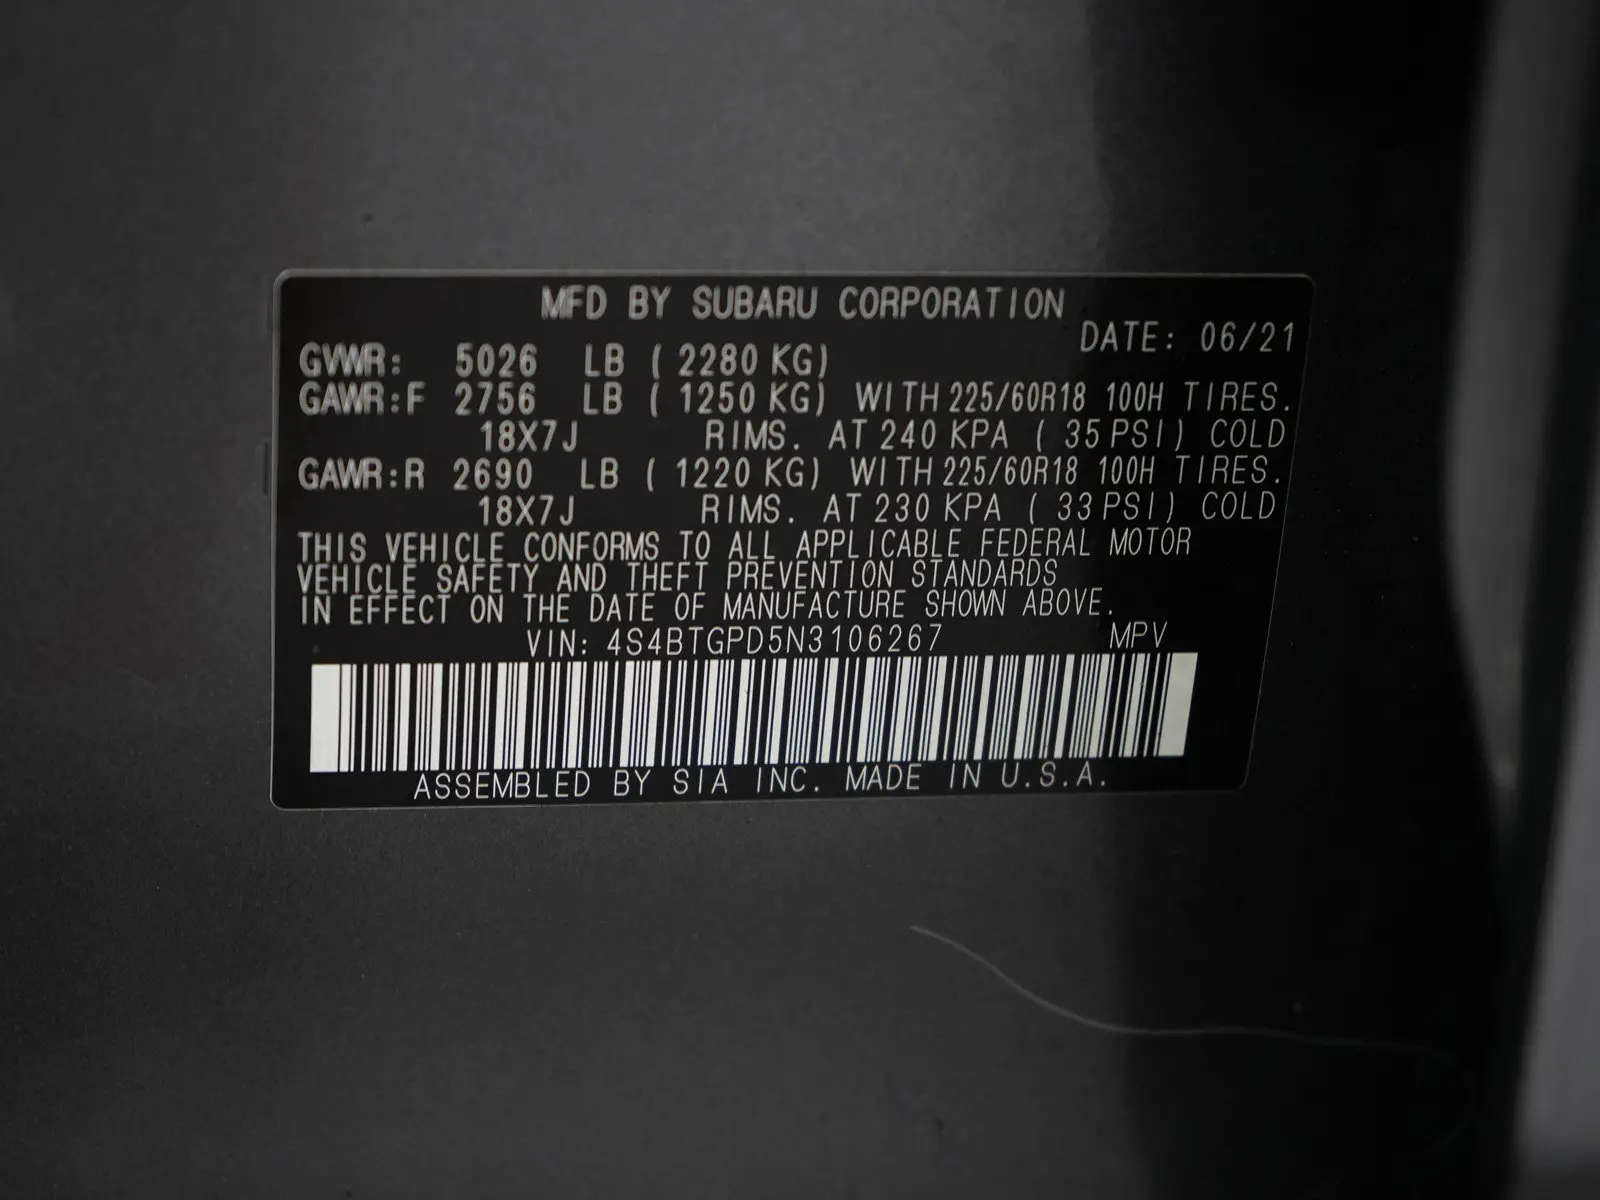 MFD BY SUBARU CORPORATION
DATE: 06/21
GVWR: 5026 LB ( 2280 KG)
GAWR:F 2756 LB ( 1250 KG) WITH 225/60R18 100H TIRES.
18X7J RIMS. AT 240 KPA ( 35 PSI) COLD
GAWR:R 2690 LB ( 1220 KG) WITH 225/60R18 100H TIRES.
18X7J RIMS. AT 230 KPA ( 33 PSI) COLD
THIS VEHICLE CONFORMS TO ALL APPLICABLE FEDERAL MOTOR
VEHICLE SAFETY AND THEFT PREVENTION STANDARDS
IN EFFECT ON THE DATE OF MANUFACTURE SHOWN ABOVE.
VIN: 4S4BTGPD5N3106267 MPV
ASSEMBLED BY SIA INC. MADE IN U.S.A.